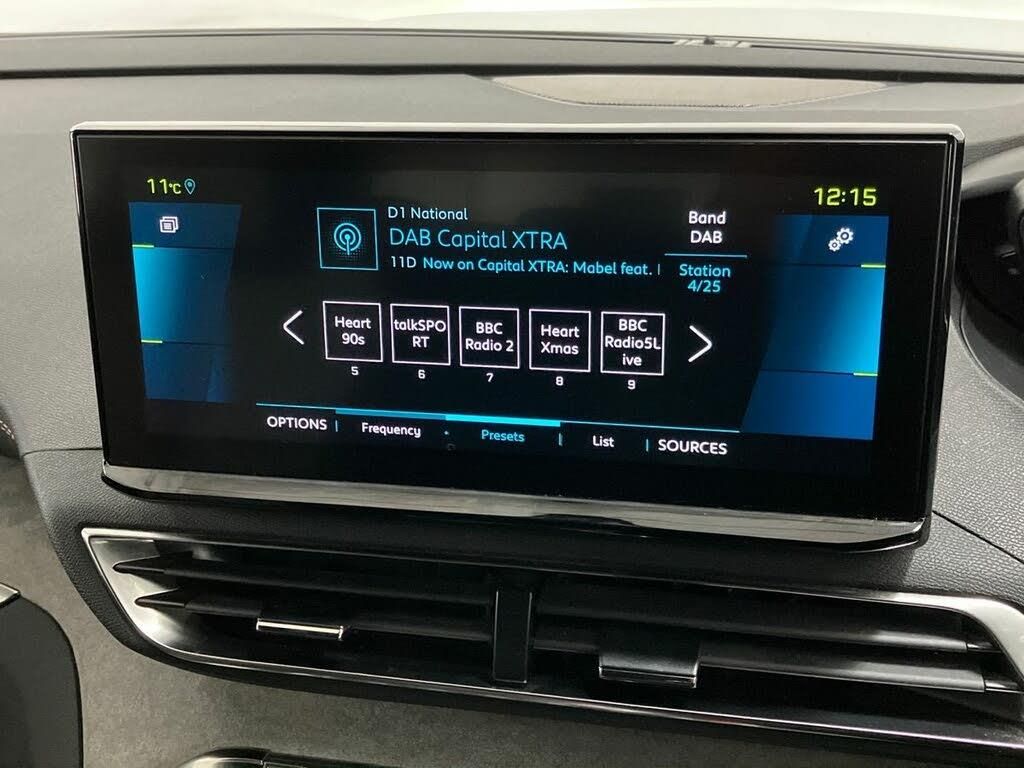 11°C
12:15
D1 National
DAB Capital XTRA
11D Now on Capital XTRA: Mabel feat.
Band
DAB
Station
4/25
Heart
90s
5
talkSPO
RT
6
BBC
Radio 2
7
Heart
Xmas
8
BBC
Radio5L
ive
9
OPTIONS
Frequency
Presets
List
SOURCES